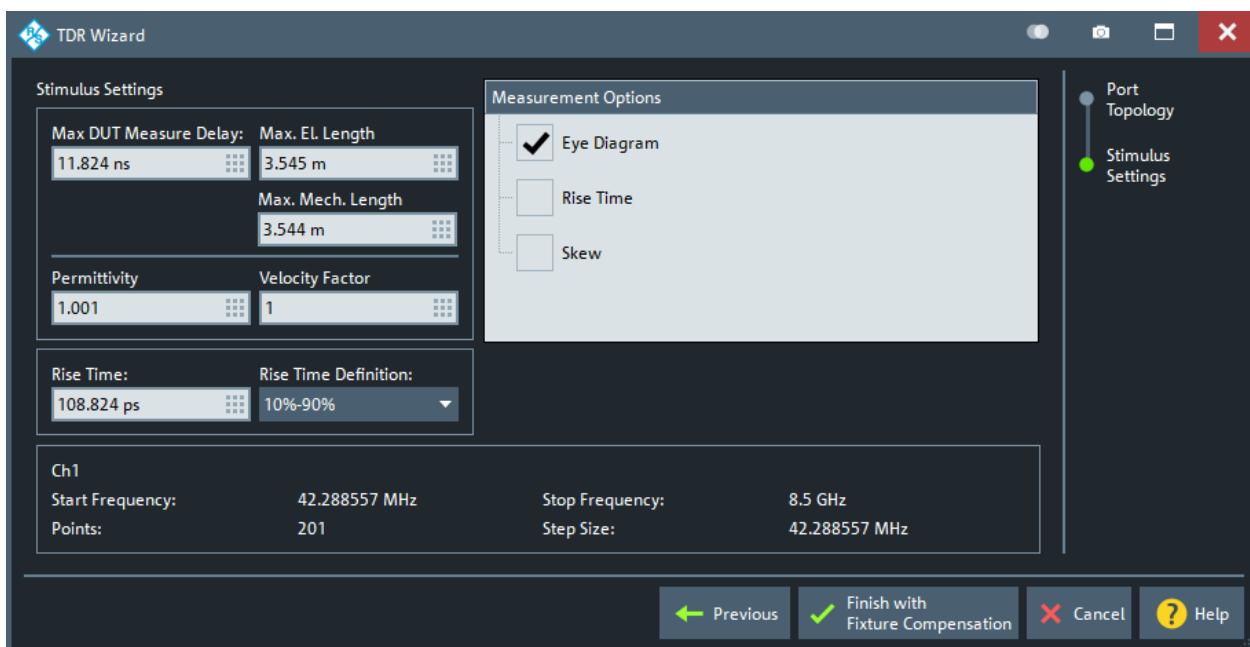 TDR Wizard
Stimulus Settings
Max DUT Measure Delay: Max. El. Length
11.824 ns 3.545 m
Max. Mech. Length
3.544 m
Permittivity Velocity Factor
1.001 1
Rise Time: Rise Time Definition:
108.824 ps 10%-90%
Measurement Options
Eye Diagram
Rise Time
Skew
Port
Topology
Stimulus
Settings
Ch1
Start Frequency: 42.288557 MHz Stop Frequency: 8.5 GHz
Points: 201 Step Size: 42.288557 MHz
Previous
Finish with
Fixture Compensation
Cancel
? Help